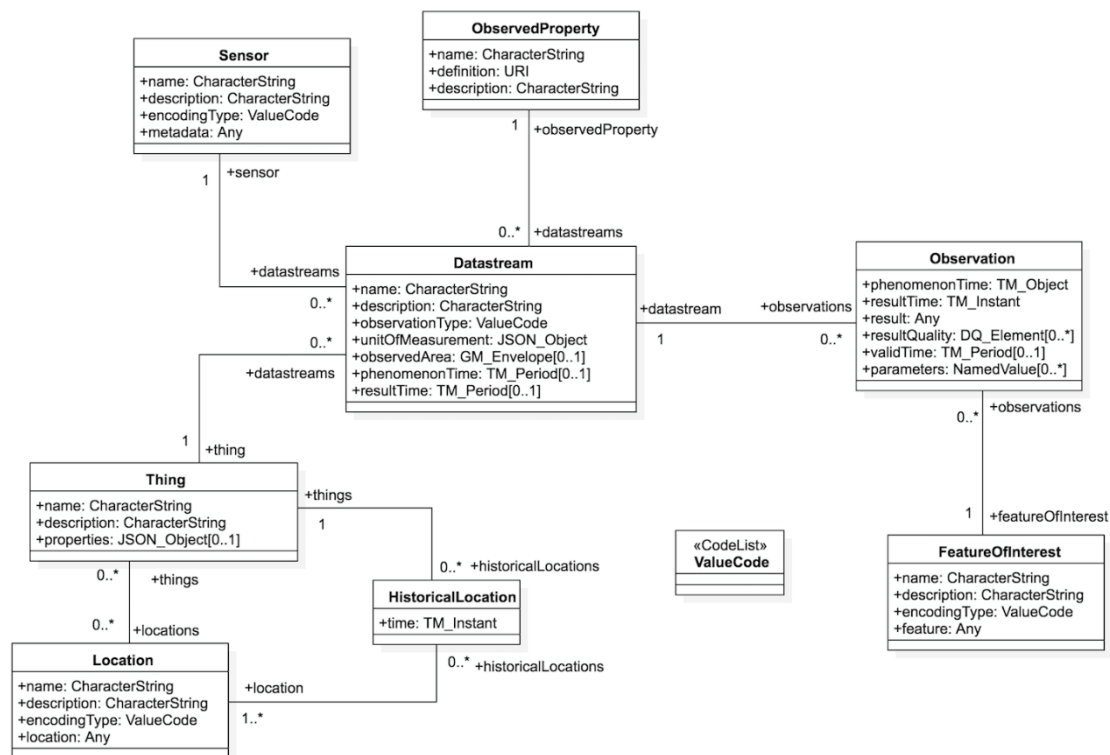 ObservedProperty
+name: CharacterString
+definition: URI
+description: CharacterString
Sensor
+name: CharacterString
+description: CharacterString
+encodingType: ValueCode
+metadata: Any
1
+observedProperty
1
+sensor
0..*
+datastreams
+datastreams
0..*
Datastream
+name: CharacterString
+description: CharacterString
+observationType: ValueCode
+unitOfMeasurement: JSON_Object
+observedArea: GM_Envelope[0..1]
+phenomenonTime: TM_Period[0..1]
+resultTime: TM_Period[0..1]
+datastream
1
+observations
0..*
Observation
+phenomenonTime: TM_Object
+resultTime: TM_Instant
+result: Any
+resultQuality: DQ_Element[0..*]
+validTime: TM_Period[0..1]
+parameters: NamedValue[0..*]
0..*
+datastreams
+observations
0..*
1
+thing
Thing
+name: CharacterString
+description: CharacterString
+properties: JSON_Object[0..1]
+things
1
1
+featureOfInterest
«CodeList»
ValueCode
FeatureOfInterest
+name: CharacterString
+description: CharacterString
+encodingType: ValueCode
+feature: Any
0..*
+things
0..*
+historicalLocations
HistoricalLocation
+time: TM_Instant
0..*
+locations
0..*
+historicalLocations
Location
+name: CharacterString
+description: CharacterString
+encodingType: ValueCode
+location: Any
+location
1..*